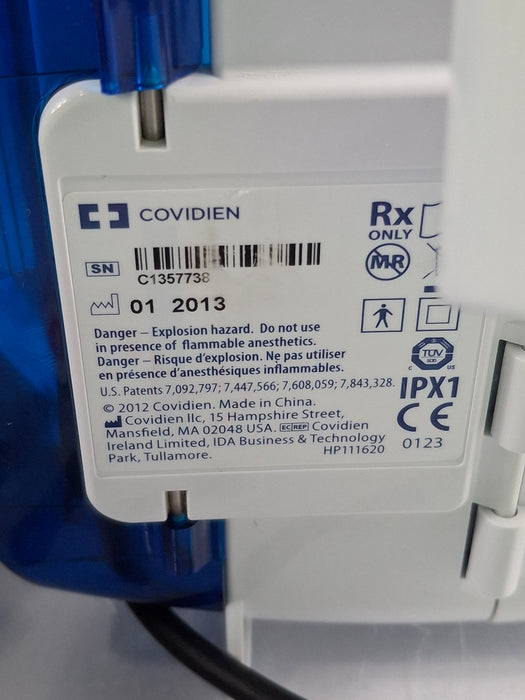 COVIDIEN
Rx
ONLY
MR
SN
C1357738
01 2013
Danger – Explosion hazard. Do not use
in presence of flammable anesthetics.
Danger – Risque d'explosion. Ne pas utiliser
en présence d'anesthésiques inflammables.
U.S. Patents 7,092,797; 7,447,566; 7,608,059; 7,843,328.
© 2012 Covidien. Made in China.
Covidien llc, 15 Hampshire Street,
Mansfield, MA 02048 USA. EC REP Covidien
Ireland Limited, IDA Business & Technology
Park, Tullamore.
HP111620
TUV
SUD
C US
IPX1
CE
0123